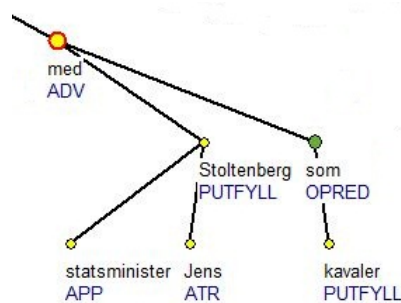 med
ADV
Stoltenberg som
PUTFYLL OPRED
statsminister Jens kavaler
APP ATR PUTFYLL